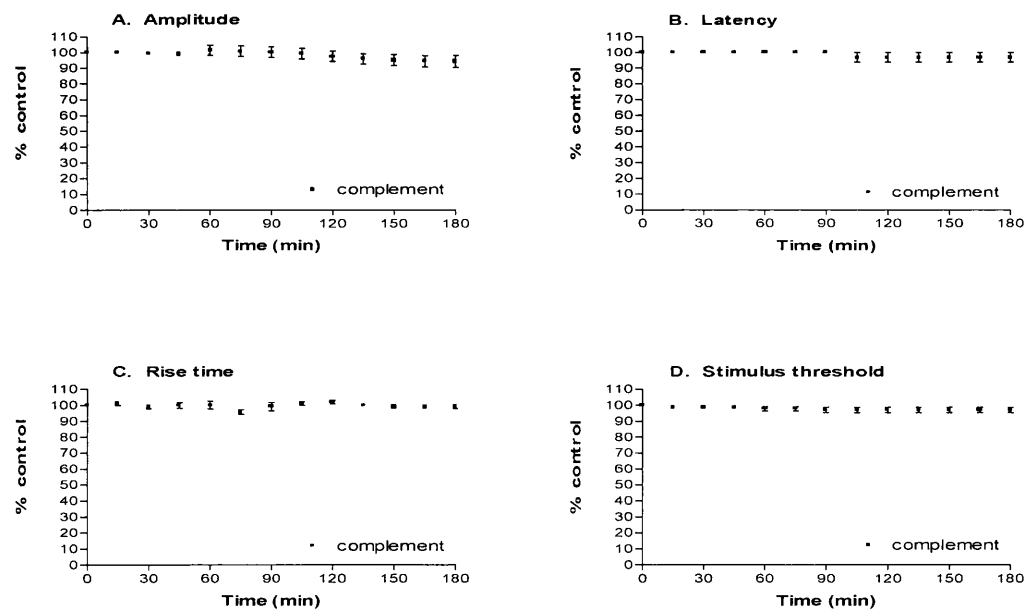 A. Amplitude
110
100
90
80
70
60
50
40
30
20
10
0
% control
complement
0 30 60 90 120 150 180
Time (min)
B. Latency
110
100
90
80
70
60
50
40
30
20
10
0
% control
complement
0 30 60 90 120 150 180
Time (min)
C. Rise time
110
100
90
80
70
60
50
40
30
20
10
0
% control
complement
0 30 60 90 120 150 180
Time (min)
D. Stimulus threshold
110
100
90
80
70
60
50
40
30
20
10
0
% control
complement
0 30 60 90 120 150 180
Time (min)